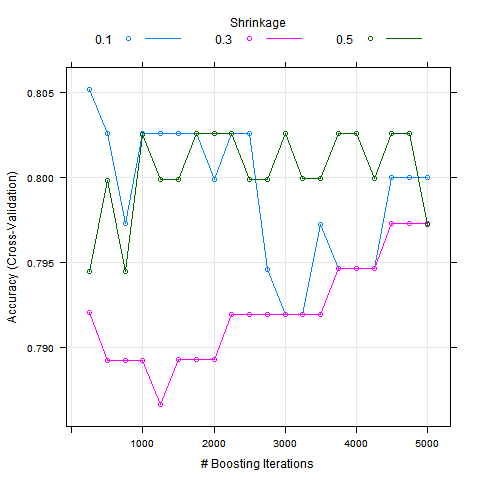 Shrinkage
0.1 0.3 0.5
Accuracy (Cross-Validation)
0.805
0.800
0.795
0.790
1000 2000 3000 4000 5000
# Boosting Iterations